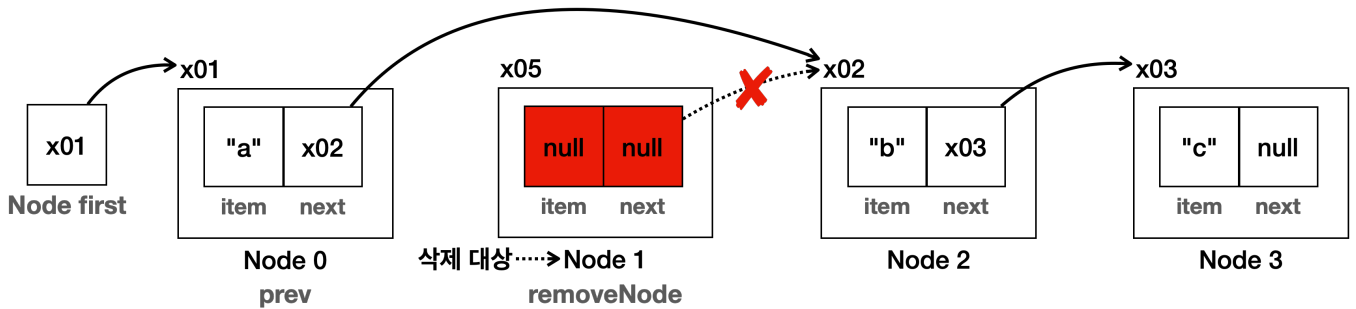 x01
x05
x02
x03
x01
"a"
x02
null
null
"b"
x03
"c"
null
Node first
item
next
item
next
item
next
item
next
Node 0
삭제 대상
Node 1
Node 2
Node 3
prev
removeNode